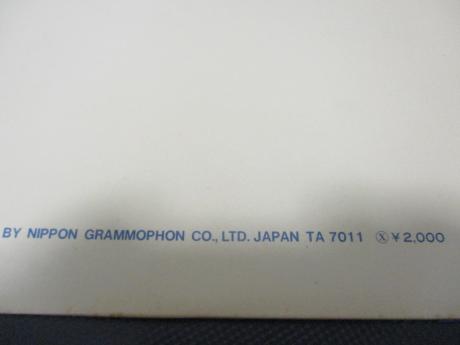 BY NIPPON GRAMMOPHON CO., LTD. JAPAN TA 7011 Ⓧ ¥2,000